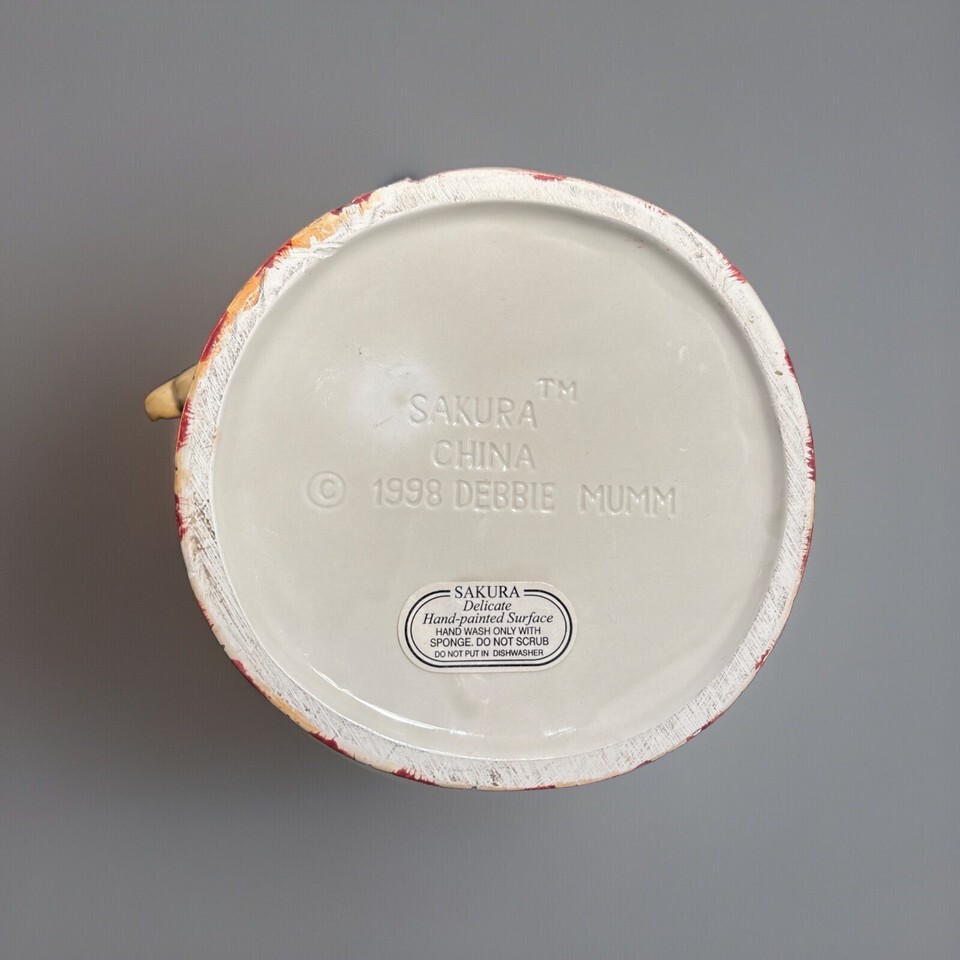 SAKURA™
CHINA
© 1998 DEBBIE MUMM
SAKURA
Delicate
Hand-painted Surface
HAND WASH ONLY WITH
SPONGE. DO NOT SCRUB
DO NOT PUT IN DISHWASHER